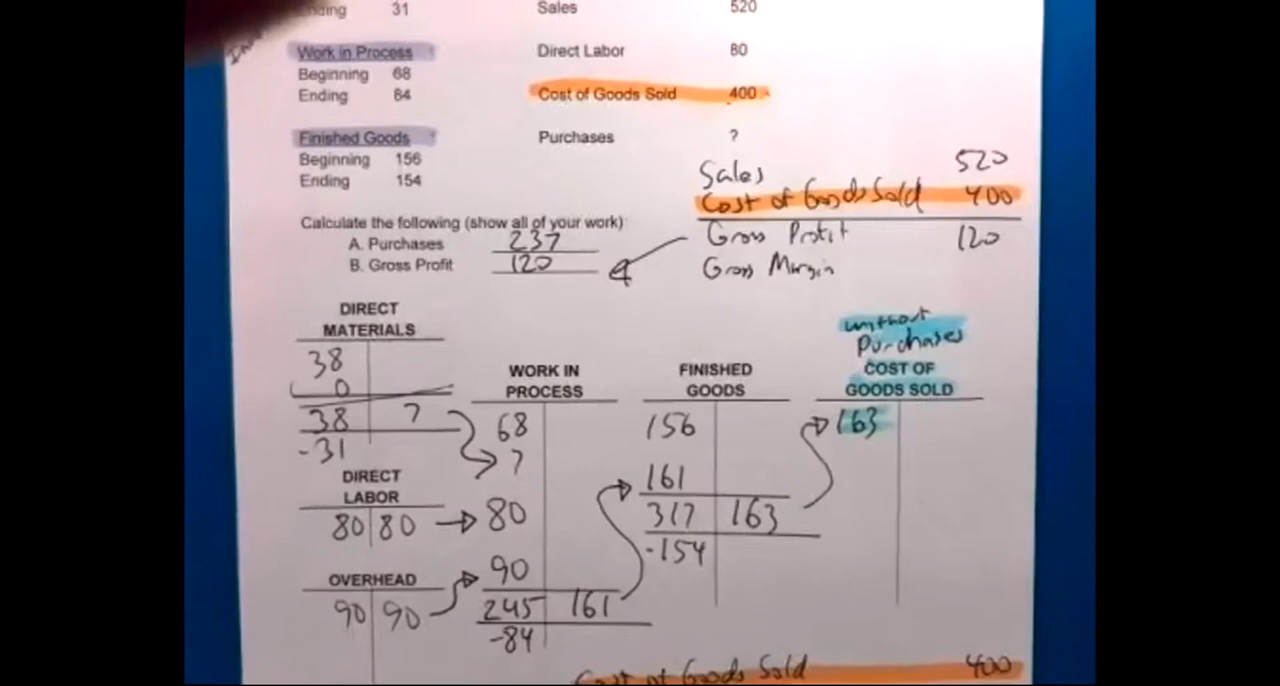 Ending 31
Sales 520
Work in Process
Direct Labor 80
Beginning 68
Ending 84
Cost of Goods Sold 400
Finished Goods
Purchases ?
Beginning 156
Ending 154
Sales 520
Cost of Goods Sold 400
Gross Profit 120
Gross Margin
Calculate the following (show all of your work)
A. Purchases 237
B. Gross Profit 120
DIRECT
MATERIALS
38
0
38 7
-31
DIRECT
LABOR
80 80
OVERHEAD
90 90
WORK IN
PROCESS
68
7
80
90
245 161
-84
FINISHED
GOODS
156
161
317 163
-154
without
Purchases
COST OF
GOODS SOLD
163
Cost of Goods Sold 400